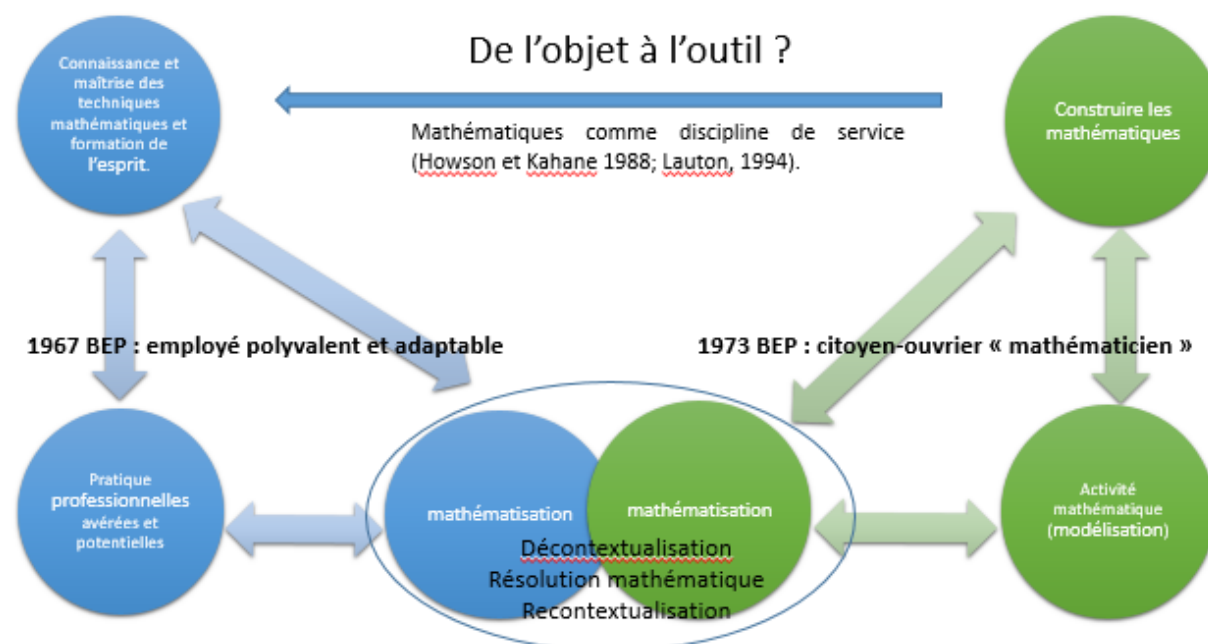 De l’objet à l’outil ?
Connaissance et
maîtrise des
techniques
mathématiques et
formation de
l’esprit.
Mathématiques comme discipline de service
(Howson et Kahane 1988; Lauton, 1994).
Construire les
mathématiques
1967 BEP : employé polyvalent et adaptable
1973 BEP : citoyen-ouvrier « mathématicien »
Pratique
professionnelles
avérées et
potentielles
mathématisation
mathématisation
Décontextualisation
Résolution mathématique
Recontextualisation
Activité
mathématique
(modélisation)